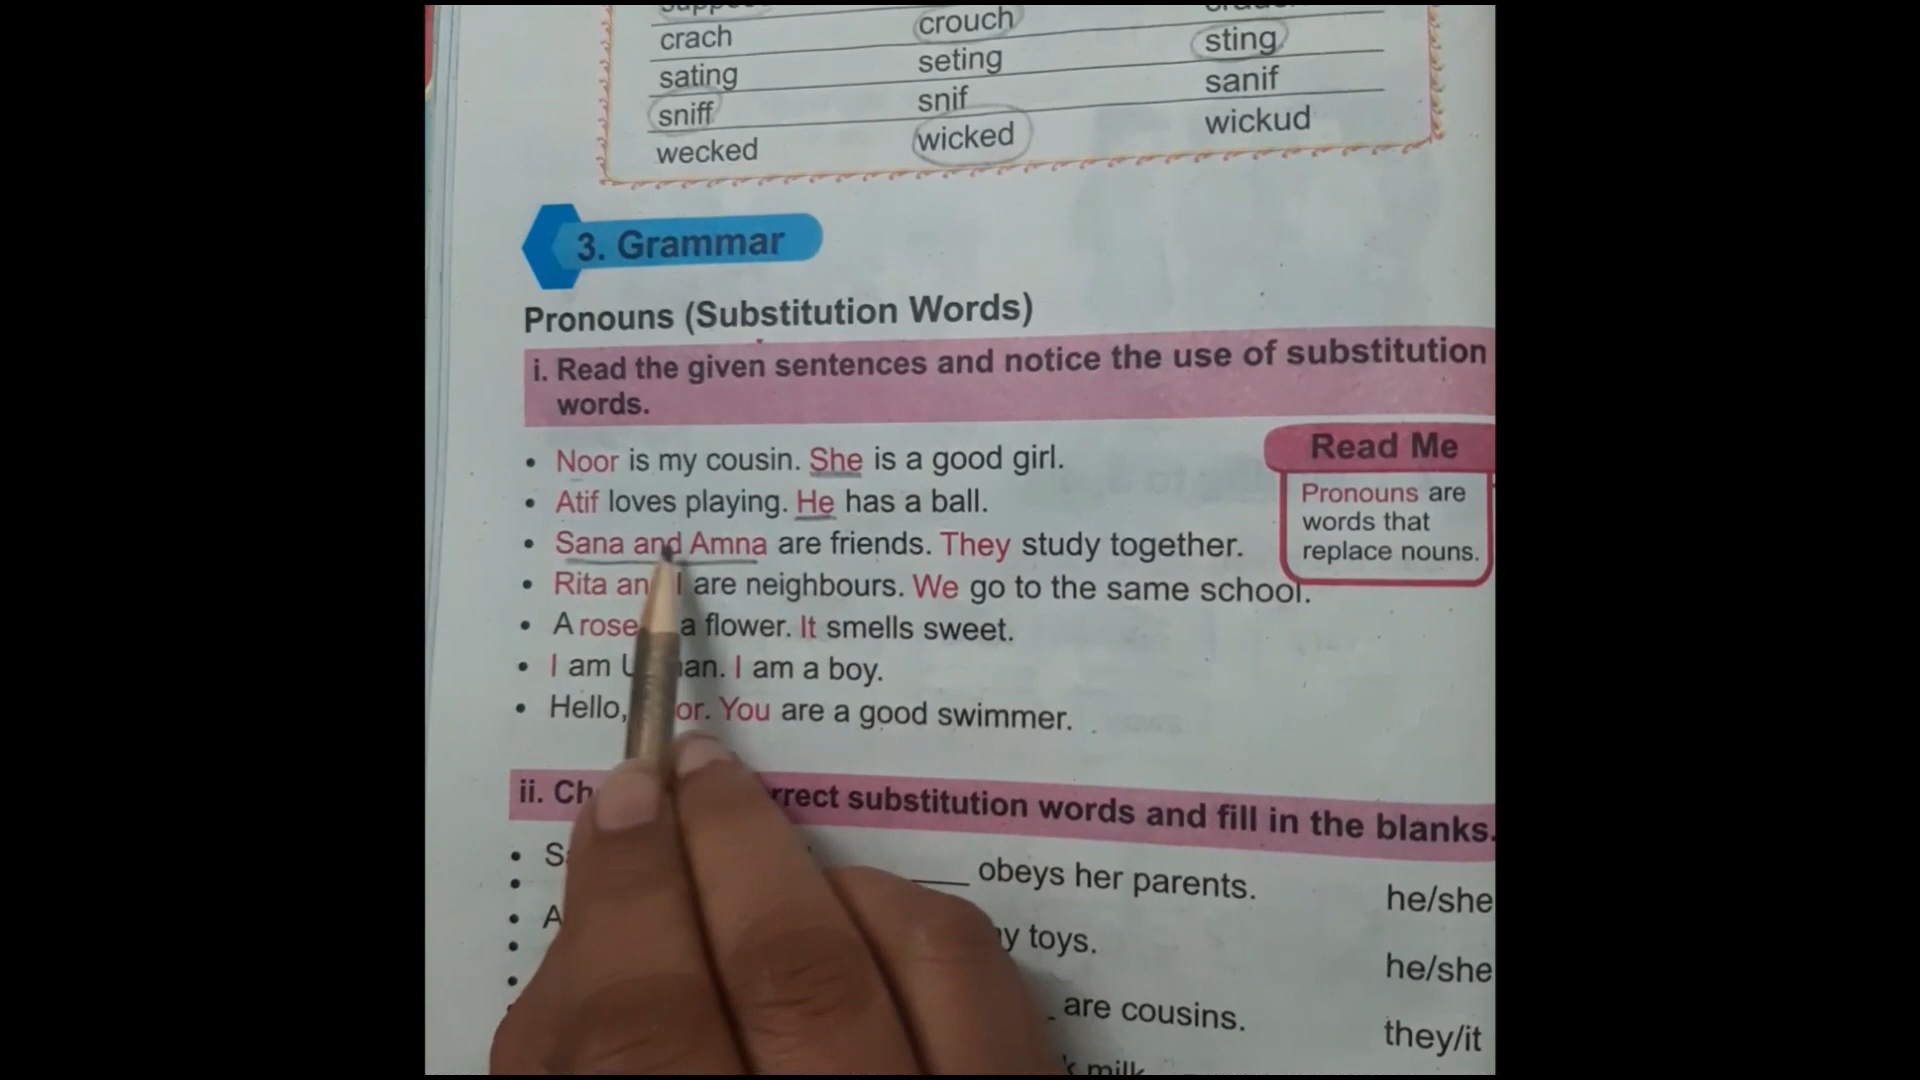 crach crouch
sating seting sting
sniff snif sanif
wecked wicked wickud
3. Grammar
Pronouns (Substitution Words)
i. Read the given sentences and notice the use of substitution
words.
• Noor is my cousin. She is a good girl.
• Atif loves playing. He has a ball.
• Sana and Amna are friends. They study together.
• Rita I are neighbours. We go to the same school.
• A rose a flower. It smells sweet.
• I am I am a boy.
• Hello, You are a good swimmer.
Read Me
Pronouns are
words that
replace nouns.
ii. substitution words and fill in the blanks.
obeys her parents. he/she
toys. he/she
are cousins. they/it
milk